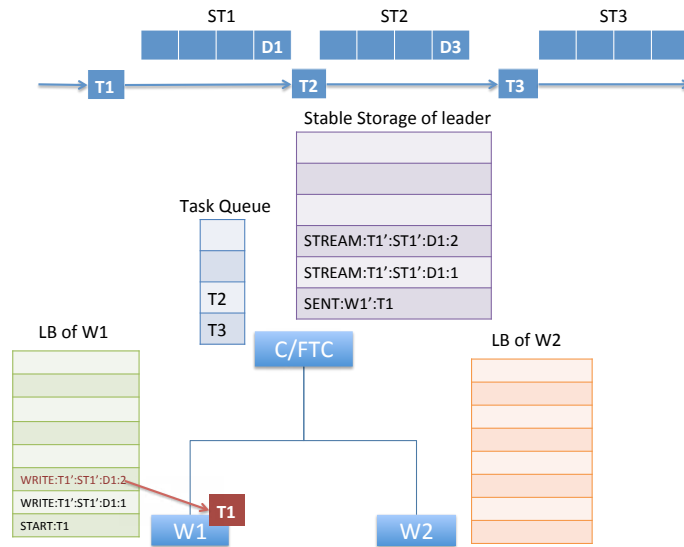 ST1
ST2
ST3
D1
D3
T1
T2
T3
Stable Storage of leader
Task Queue
STREAM:T1':ST1':D1:2
STREAM:T1':ST1':D1:1
SENT:W1':T1
T2
T3
LB of W1
C/FTC
LB of W2
WRITE:T1':ST1':D1:2
WRITE:T1':ST1':D1:1
START:T1
T1
W1
W2